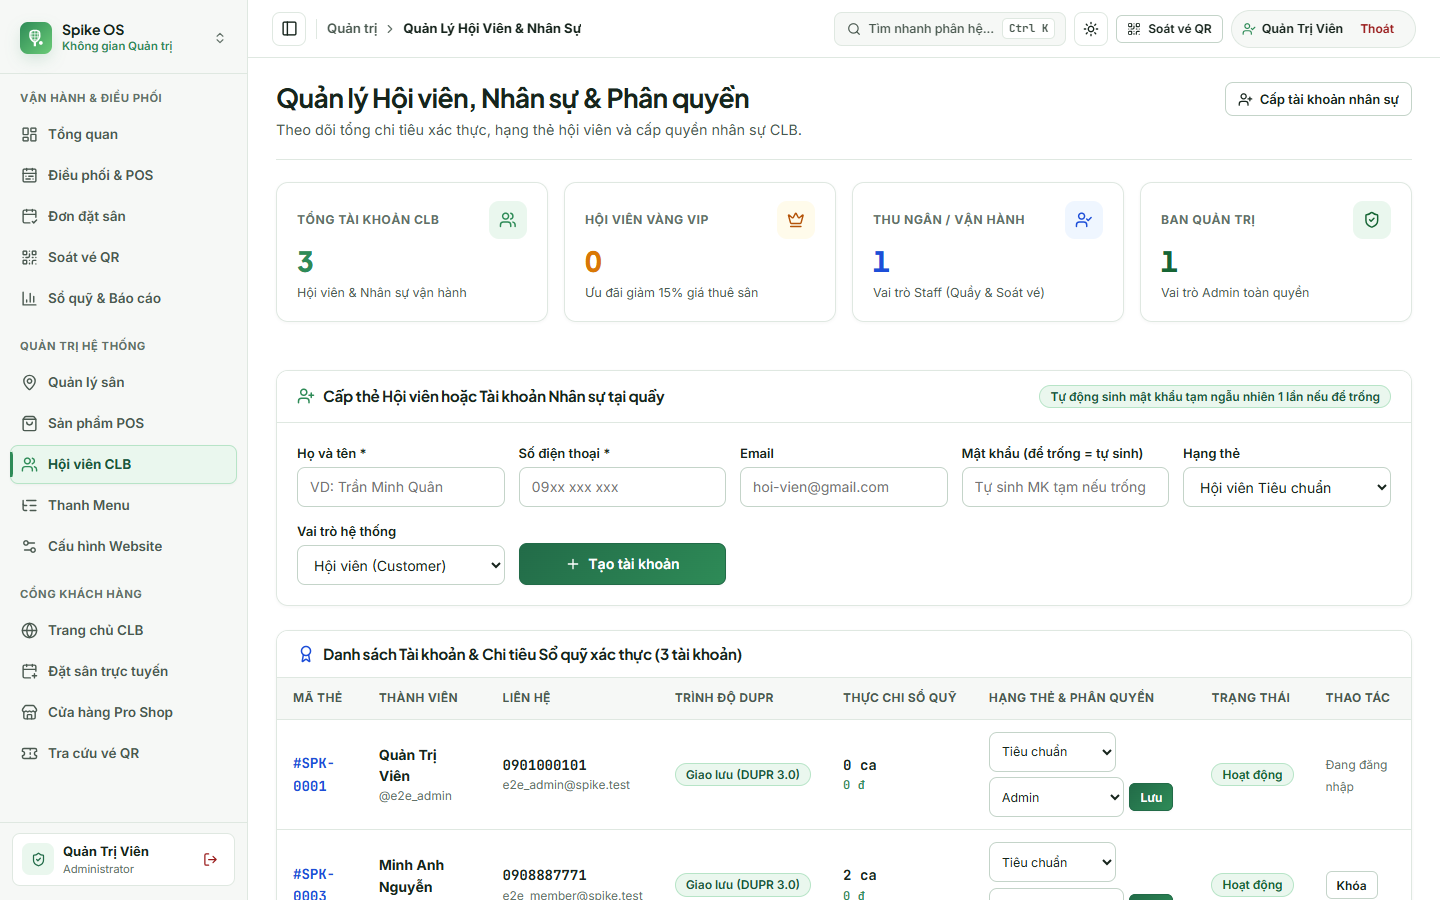 Spike OS
Không gian Quản trị
VẬN HÀNH & ĐIỀU PHỐI
Tổng quan
Điều phối & POS
Đơn đặt sân
Soát vé QR
Sổ quỹ & Báo cáo
QUẢN TRỊ HỆ THỐNG
Quản lý sân
Sản phẩm POS
Hội viên CLB
Thanh Menu
Cấu hình Website
CỔNG KHÁCH HÀNG
Trang chủ CLB
Đặt sân trực tuyến
Cửa hàng Pro Shop
Tra cứu vé QR
Quản Trị Viên
Administrator
Quản trị > Quản Lý Hội Viên & Nhân Sự
Tìm nhanh phân hệ... Ctrl K
Soát vé QR
Quản Trị Viên Thoát
Quản lý Hội viên, Nhân sự & Phân quyền
Theo dõi tổng chi tiêu xác thực, hạng thẻ hội viên và cấp quyền nhân sự CLB.
Cấp tài khoản nhân sự
TỔNG TÀI KHOẢN CLB
3
Hội viên & Nhân sự vận hành
HỘI VIÊN VÀNG VIP
0
Ưu đãi giảm 15% giá thuê sân
THU NGÂN / VẬN HÀNH
1
Vai trò Staff (Quầy & Soát vé)
BAN QUẢN TRỊ
1
Vai trò Admin toàn quyền
Cấp thẻ Hội viên hoặc Tài khoản Nhân sự tại quầy
Tự động sinh mật khẩu tạm ngẫu nhiên 1 lần nếu để trống
Họ và tên *
VD: Trần Minh Quân
Số điện thoại *
09xx xxx xxx
Email
hoi-vien@gmail.com
Mật khẩu (để trống = tự sinh)
Tự sinh MK tạm nếu trống
Hạng thẻ
Hội viên Tiêu chuẩn
Vai trò hệ thống
Hội viên (Customer)
+ Tạo tài khoản
Danh sách Tài khoản & Chi tiêu Sổ quỹ xác thực (3 tài khoản)
MÃ THẺ THÀNH VIÊN LIÊN HỆ TRÌNH ĐỘ DUPR THỰC CHI SỔ QUỸ HẠNG THẺ & PHÂN QUYỀN TRẠNG THÁI THAO TÁC
#SPK-
0001
Quản Trị
Viên
@e2e_admin
0901000101
e2e_admin@spike.test
Giao lưu (DUPR 3.0)
0 ca
0 đ
Tiêu chuẩn
Admin
Lưu
Hoạt động
Đang đăng
nhập
#SPK-
0003
Minh Anh
Nguyễn
0908887771
e2e_member@spike.test
Giao lưu (DUPR 3.0)
2 ca
0 đ
Tiêu chuẩn
Hoạt động
Khóa